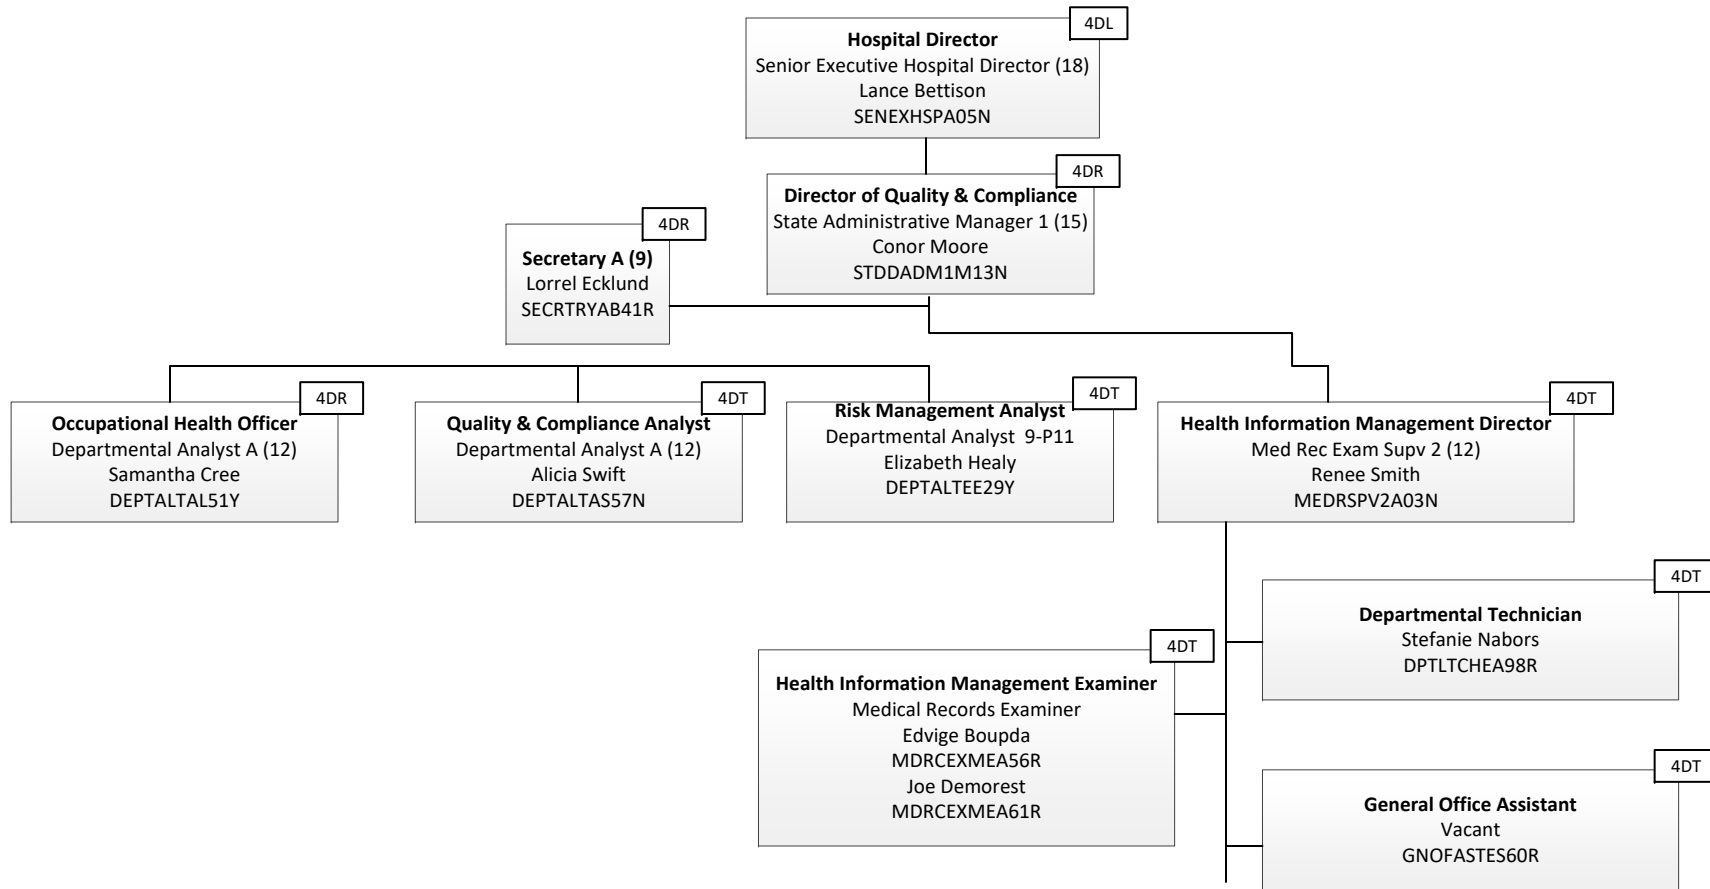 4DL
Hospital Director
Senior Executive Hospital Director (18)
Lance Bettison
SENEXHSPA05N
4DR
Director of Quality & Compliance
State Administrative Manager 1 (15)
Conor Moore
STDDADM1M13N
4DR
Secretary A (9)
Lorrel Ecklund
SECRTRYAB41R
4DR
Occupational Health Officer
Departmental Analyst A (12)
Samantha Cree
DEPTALTAL51Y
4DT
Quality & Compliance Analyst
Departmental Analyst A (12)
Alicia Swift
DEPTALTAS57N
4DT
Risk Management Analyst
Departmental Analyst 9-P11
Elizabeth Healy
DEPTALTEE29Y
4DT
Health Information Management Director
Med Rec Exam Supv 2 (12)
Renee Smith
MEDRSPV2A03N
4DT
Departmental Technician
Stefanie Nabors
DPTLTCHEA98R
4DT
Health Information Management Examiner
Medical Records Examiner
Edvige Boupda
MDRCEXMEA56R
Joe Demorest
MDRCEXMEA61R
4DT
General Office Assistant
Vacant
GNOFASTES60R